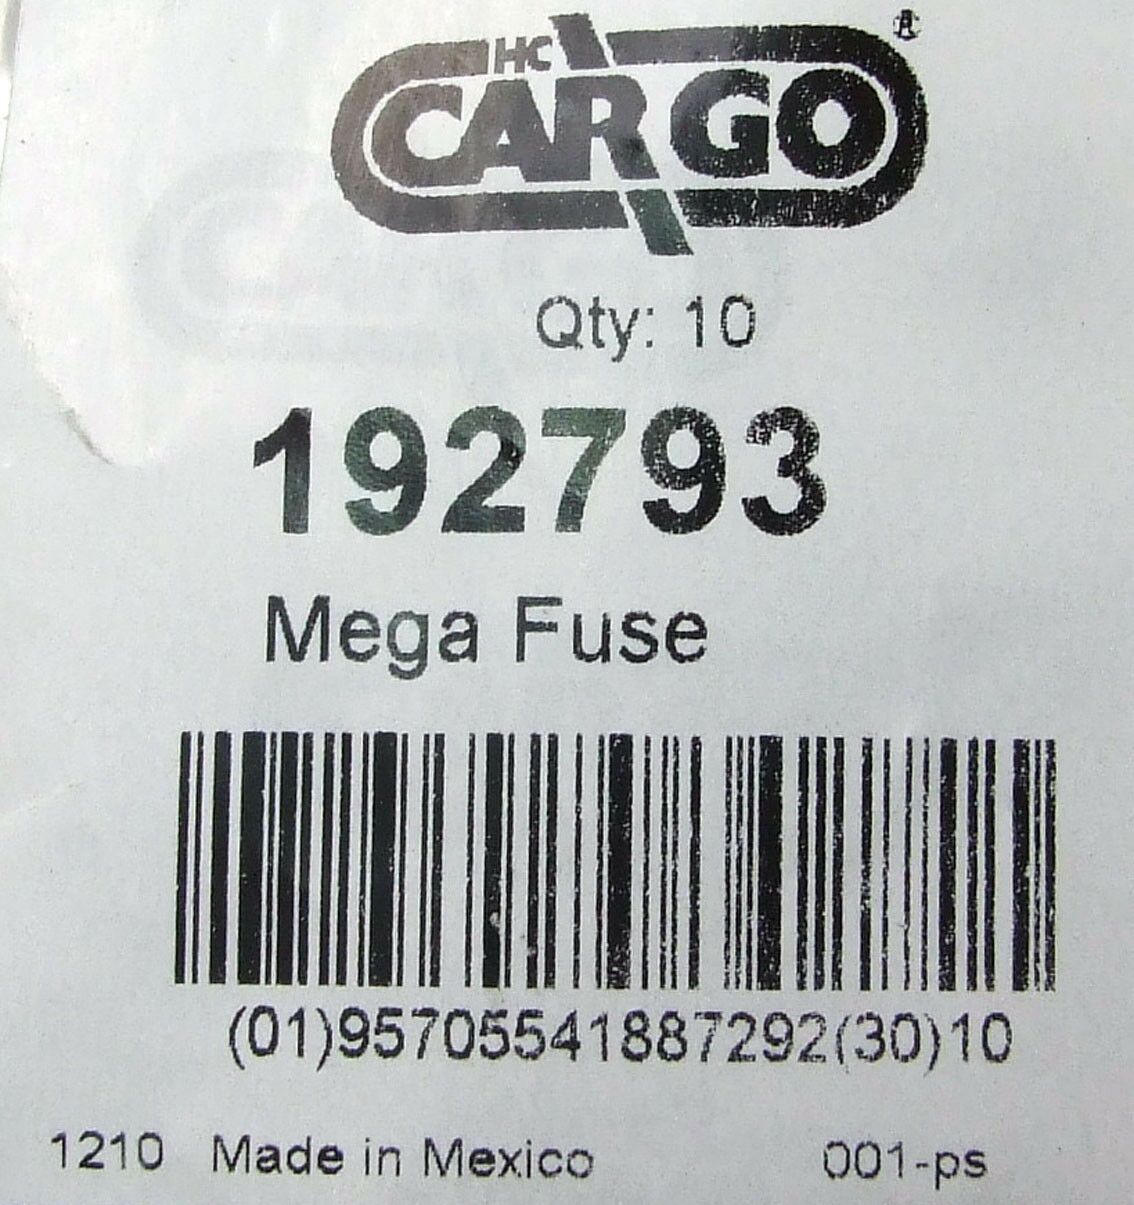 HC
CARGO®
Qty: 10
192793
Mega Fuse
(01)95705541887292(30)10
1210 Made in Mexico 001-ps